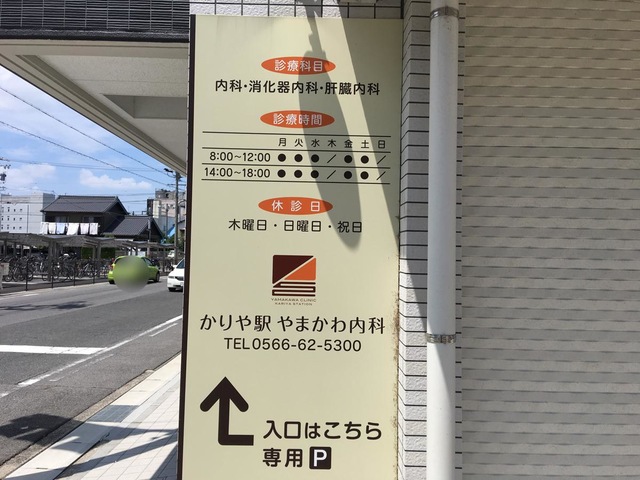 診療科目
内科・消化器内科・肝臓内科
診療時間
月 火 水 木 金 土 日
8:00~12:00 ● ● ● / ● ● /
14:00~18:00 ● ● ● / ● ● /
休診日
木曜日・日曜日・祝日
YAMAKAWA CLINIC
KARIYA STATION
かりや駅 やまかわ内科
TEL0566-62-5300
入口はこちら
専用 P